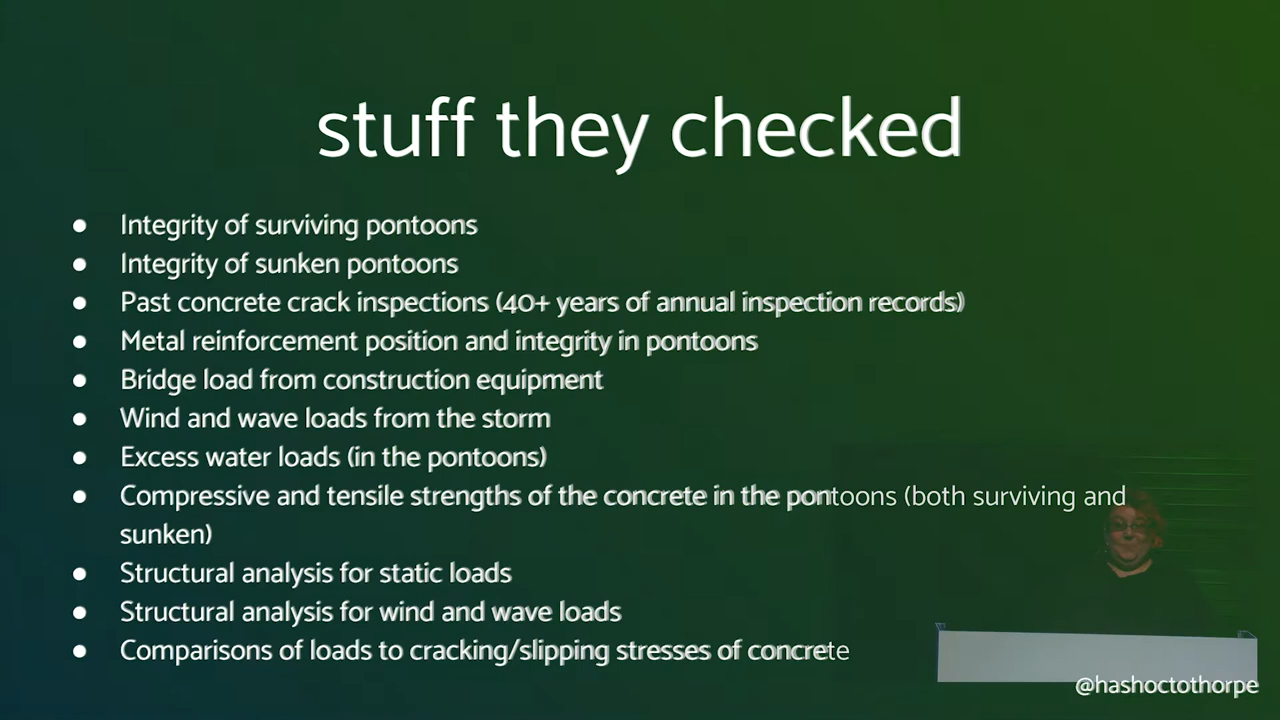 stuff they checked
● Integrity of surviving pontoons
● Integrity of sunken pontoons
● Past concrete crack inspections (40+ years of annual inspection records)
● Metal reinforcement position and integrity in pontoons
● Bridge load from construction equipment
● Wind and wave loads from the storm
● Excess water loads (in the pontoons)
● Compressive and tensile strengths of the concrete in the pontoons (both surviving and
sunken)
● Structural analysis for static loads
● Structural analysis for wind and wave loads
● Comparisons of loads to cracking/slipping stresses of concrete
@hashoctothorpe